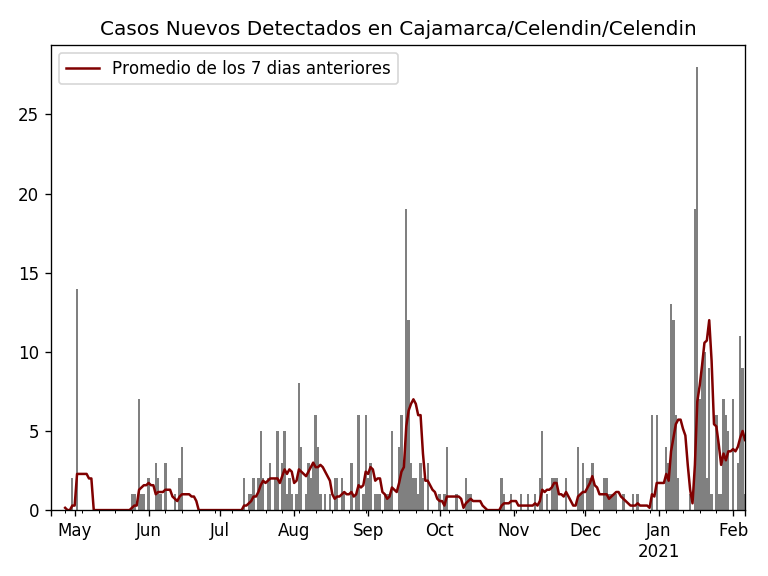 Casos Nuevos Detectados en Cajamarca/Celendin/Celendin
Promedio de los 7 dias anteriores
25
20
15
10
5
0
May Jun Jul Aug Sep Oct Nov Dec Jan Feb
2021